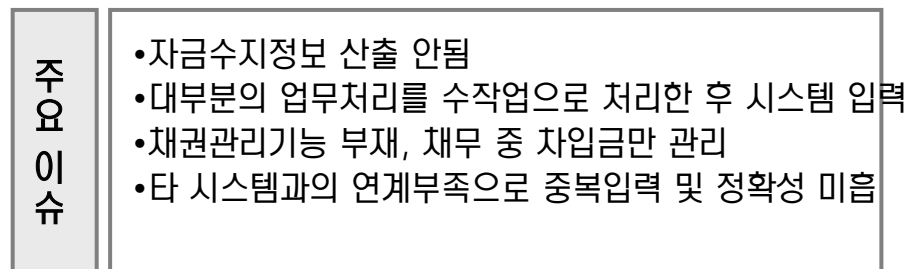 주요 이슈
•자금수지정보 산출 안됨
•대부분의 업무처리를 수작업으로 처리한 후 시스템 입력
•채권관리기능 부재, 채무 중 차입금만 관리
•타 시스템과의 연계부족으로 중복입력 및 정확성 미흡